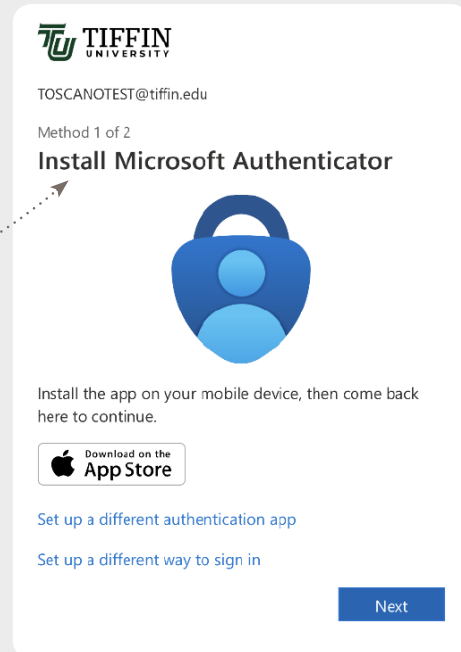 TU TIFFIN
UNIVERSITY
TOSCANOTEST@tiffin.edu
Method 1 of 2
Install Microsoft Authenticator
Install the app on your mobile device, then come back
here to continue.
Download on the
App Store
Set up a different authentication app
Set up a different way to sign in
Next